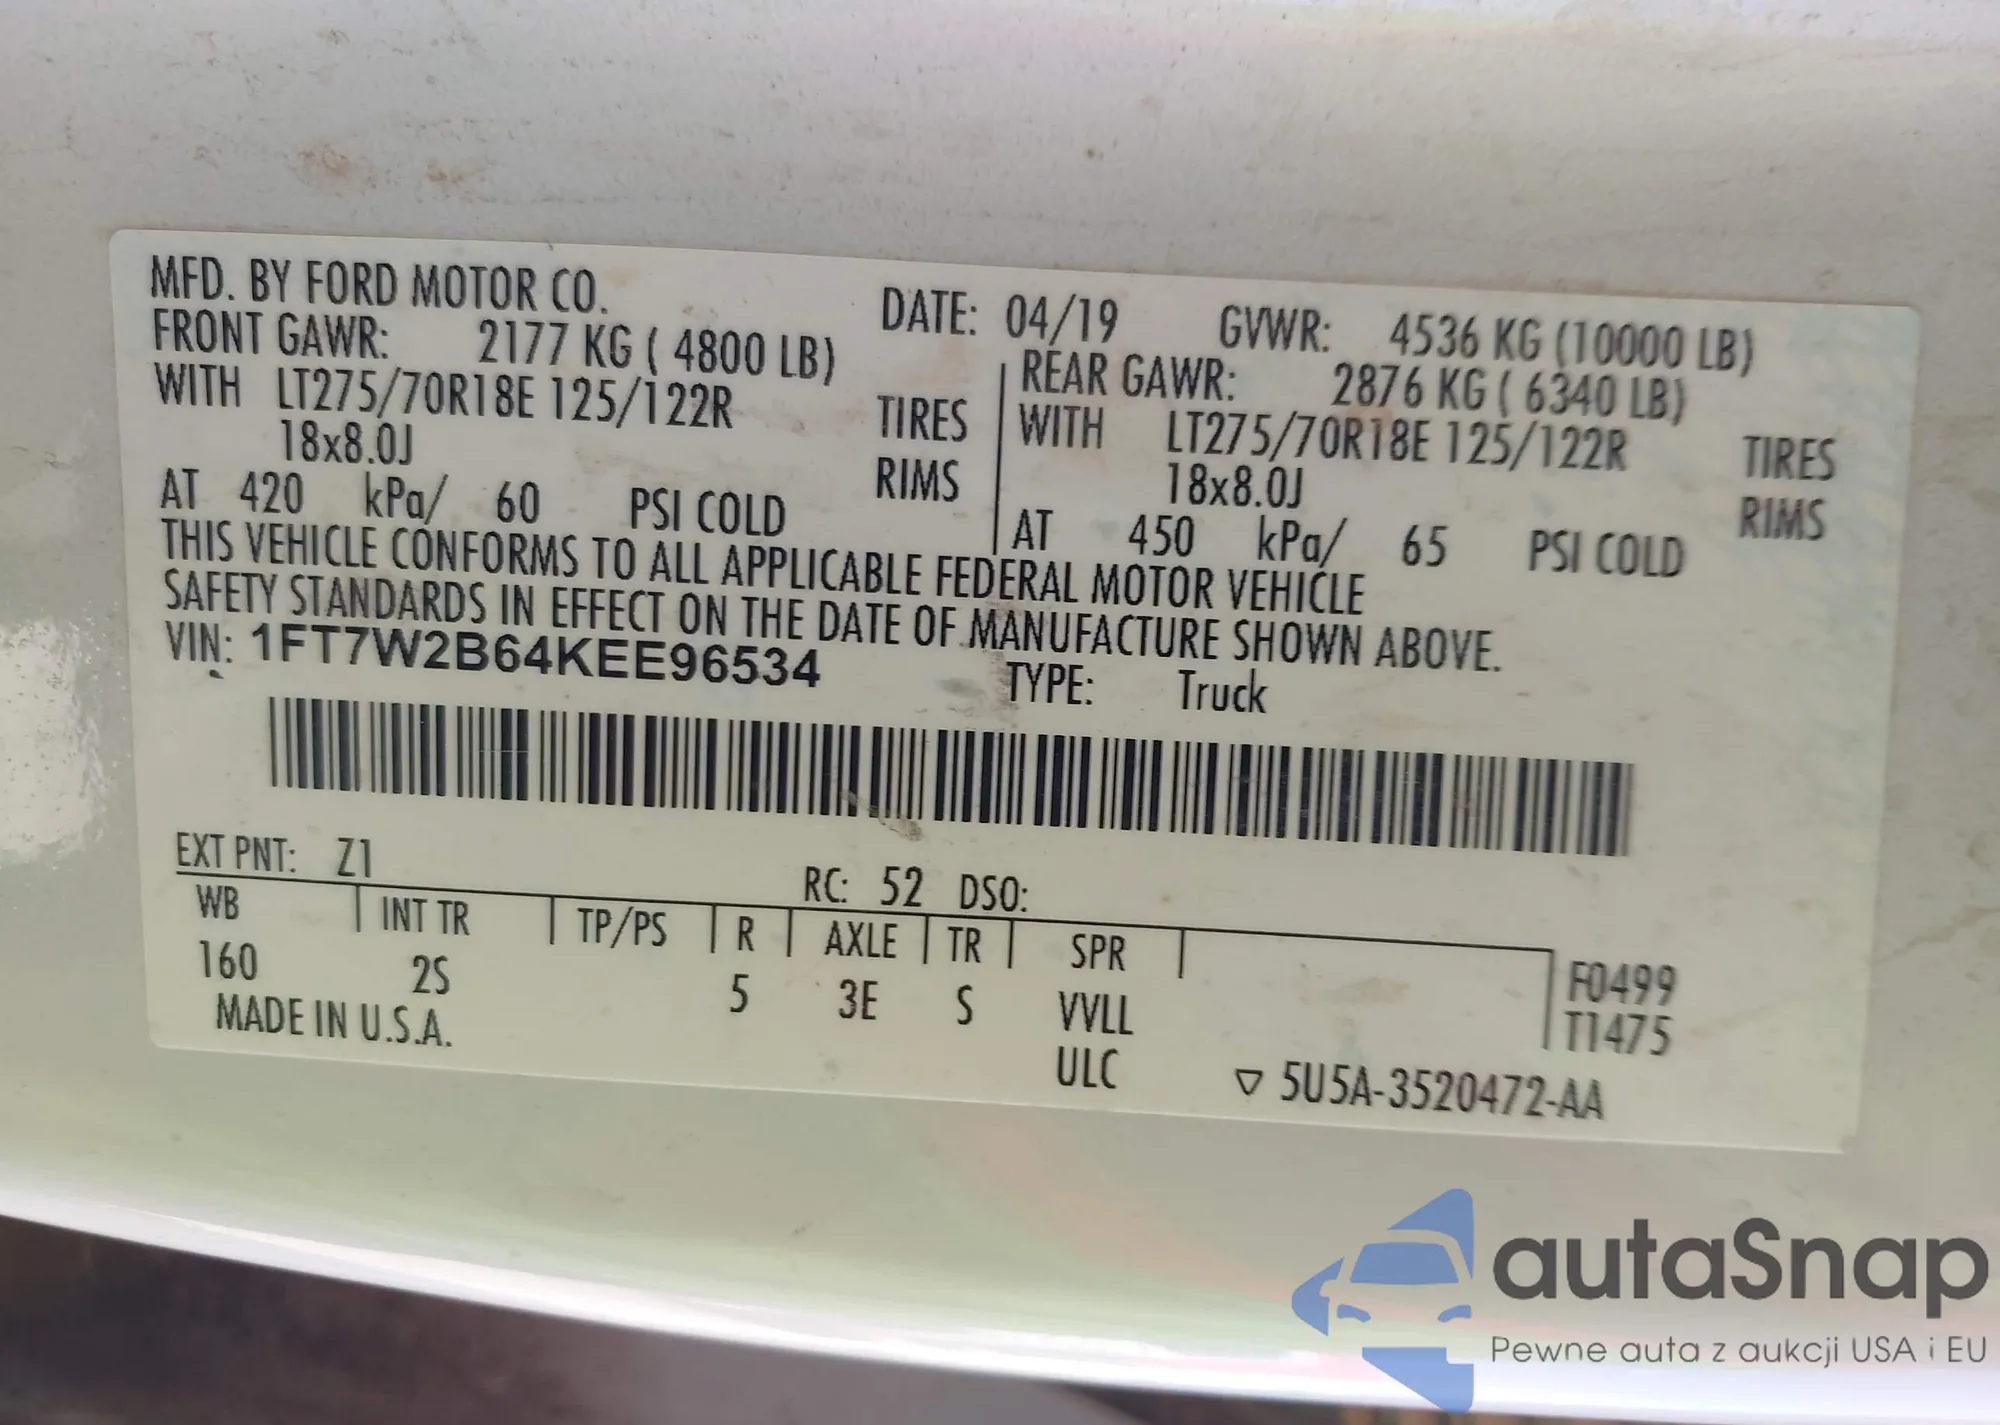 MFD. BY FORD MOTOR CO. DATE: 04/19 GVWR: 4536 KG (10000 LB)
FRONT GAWR: 2177 KG ( 4800 LB) REAR GAWR: 2876 KG ( 6340 LB)
WITH LT275/70R18E 125/122R TIRES WITH LT275/70R18E 125/122R TIRES
18x8.0J RIMS 18x8.0J RIMS
AT 420 kPa/ 60 PSI COLD AT 450 kPa/ 65 PSI COLD
THIS VEHICLE CONFORMS TO ALL APPLICABLE FEDERAL MOTOR VEHICLE
SAFETY STANDARDS IN EFFECT ON THE DATE OF MANUFACTURE SHOWN ABOVE.
VIN: 1FT7W2B64KEE96534 TYPE: Truck
EXT PNT: Z1 RC: 52 DSO:
WB INT TR TP/PS R AXLE TR SPR F0499
160 2S 5 3E S VVLL T1475
MADE IN U.S.A. ULC ▽ 5U5A-3520472-AA
autaSnap
Pewne auta z aukcji USA i EU